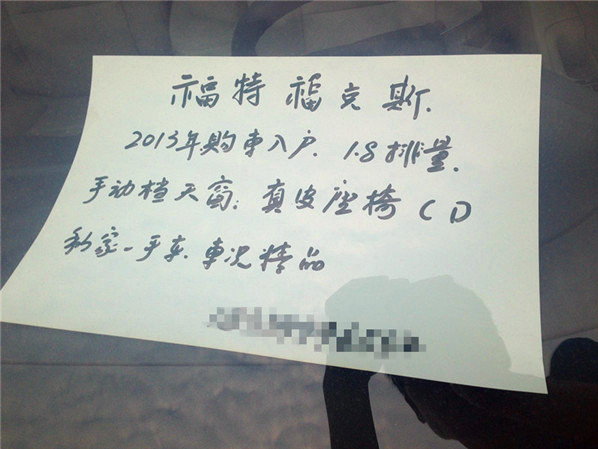 福特福克斯.
2013年购车入户. 1.8排量.
手动档天窗. 真皮座椅 CD
私家一手车. 车况精品